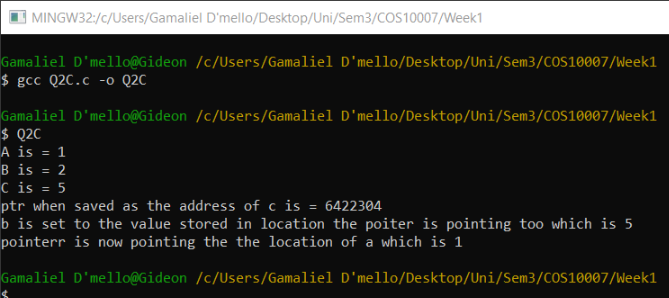 MINGW32:/c/Users/Gamaliel D'mello/Desktop/Uni/Sem3/COS10007/Week1
Gamaliel D'mello@Gideon /c/Users/Gamaliel D'mello/Desktop/Uni/Sem3/COS10007/Week1
$ gcc Q2C.c -o Q2C
Gamaliel D'mello@Gideon /c/Users/Gamaliel D'mello/Desktop/Uni/Sem3/COS10007/Week1
$ Q2C
A is = 1
B is = 2
C is = 5
ptr when saved as the address of c is = 6422304
b is set to the value stored in location the poiter is pointing too which is 5
pointerr is now pointing the the location of a which is 1
Gamaliel D'mello@Gideon /c/Users/Gamaliel D'mello/Desktop/Uni/Sem3/COS10007/Week1
$